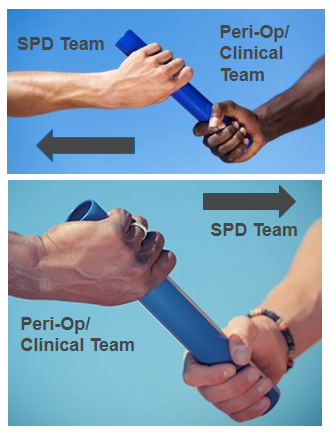 SPD Team
Peri-Op/
Clinical
Team
SPD Team
Peri-Op/
Clinical Team